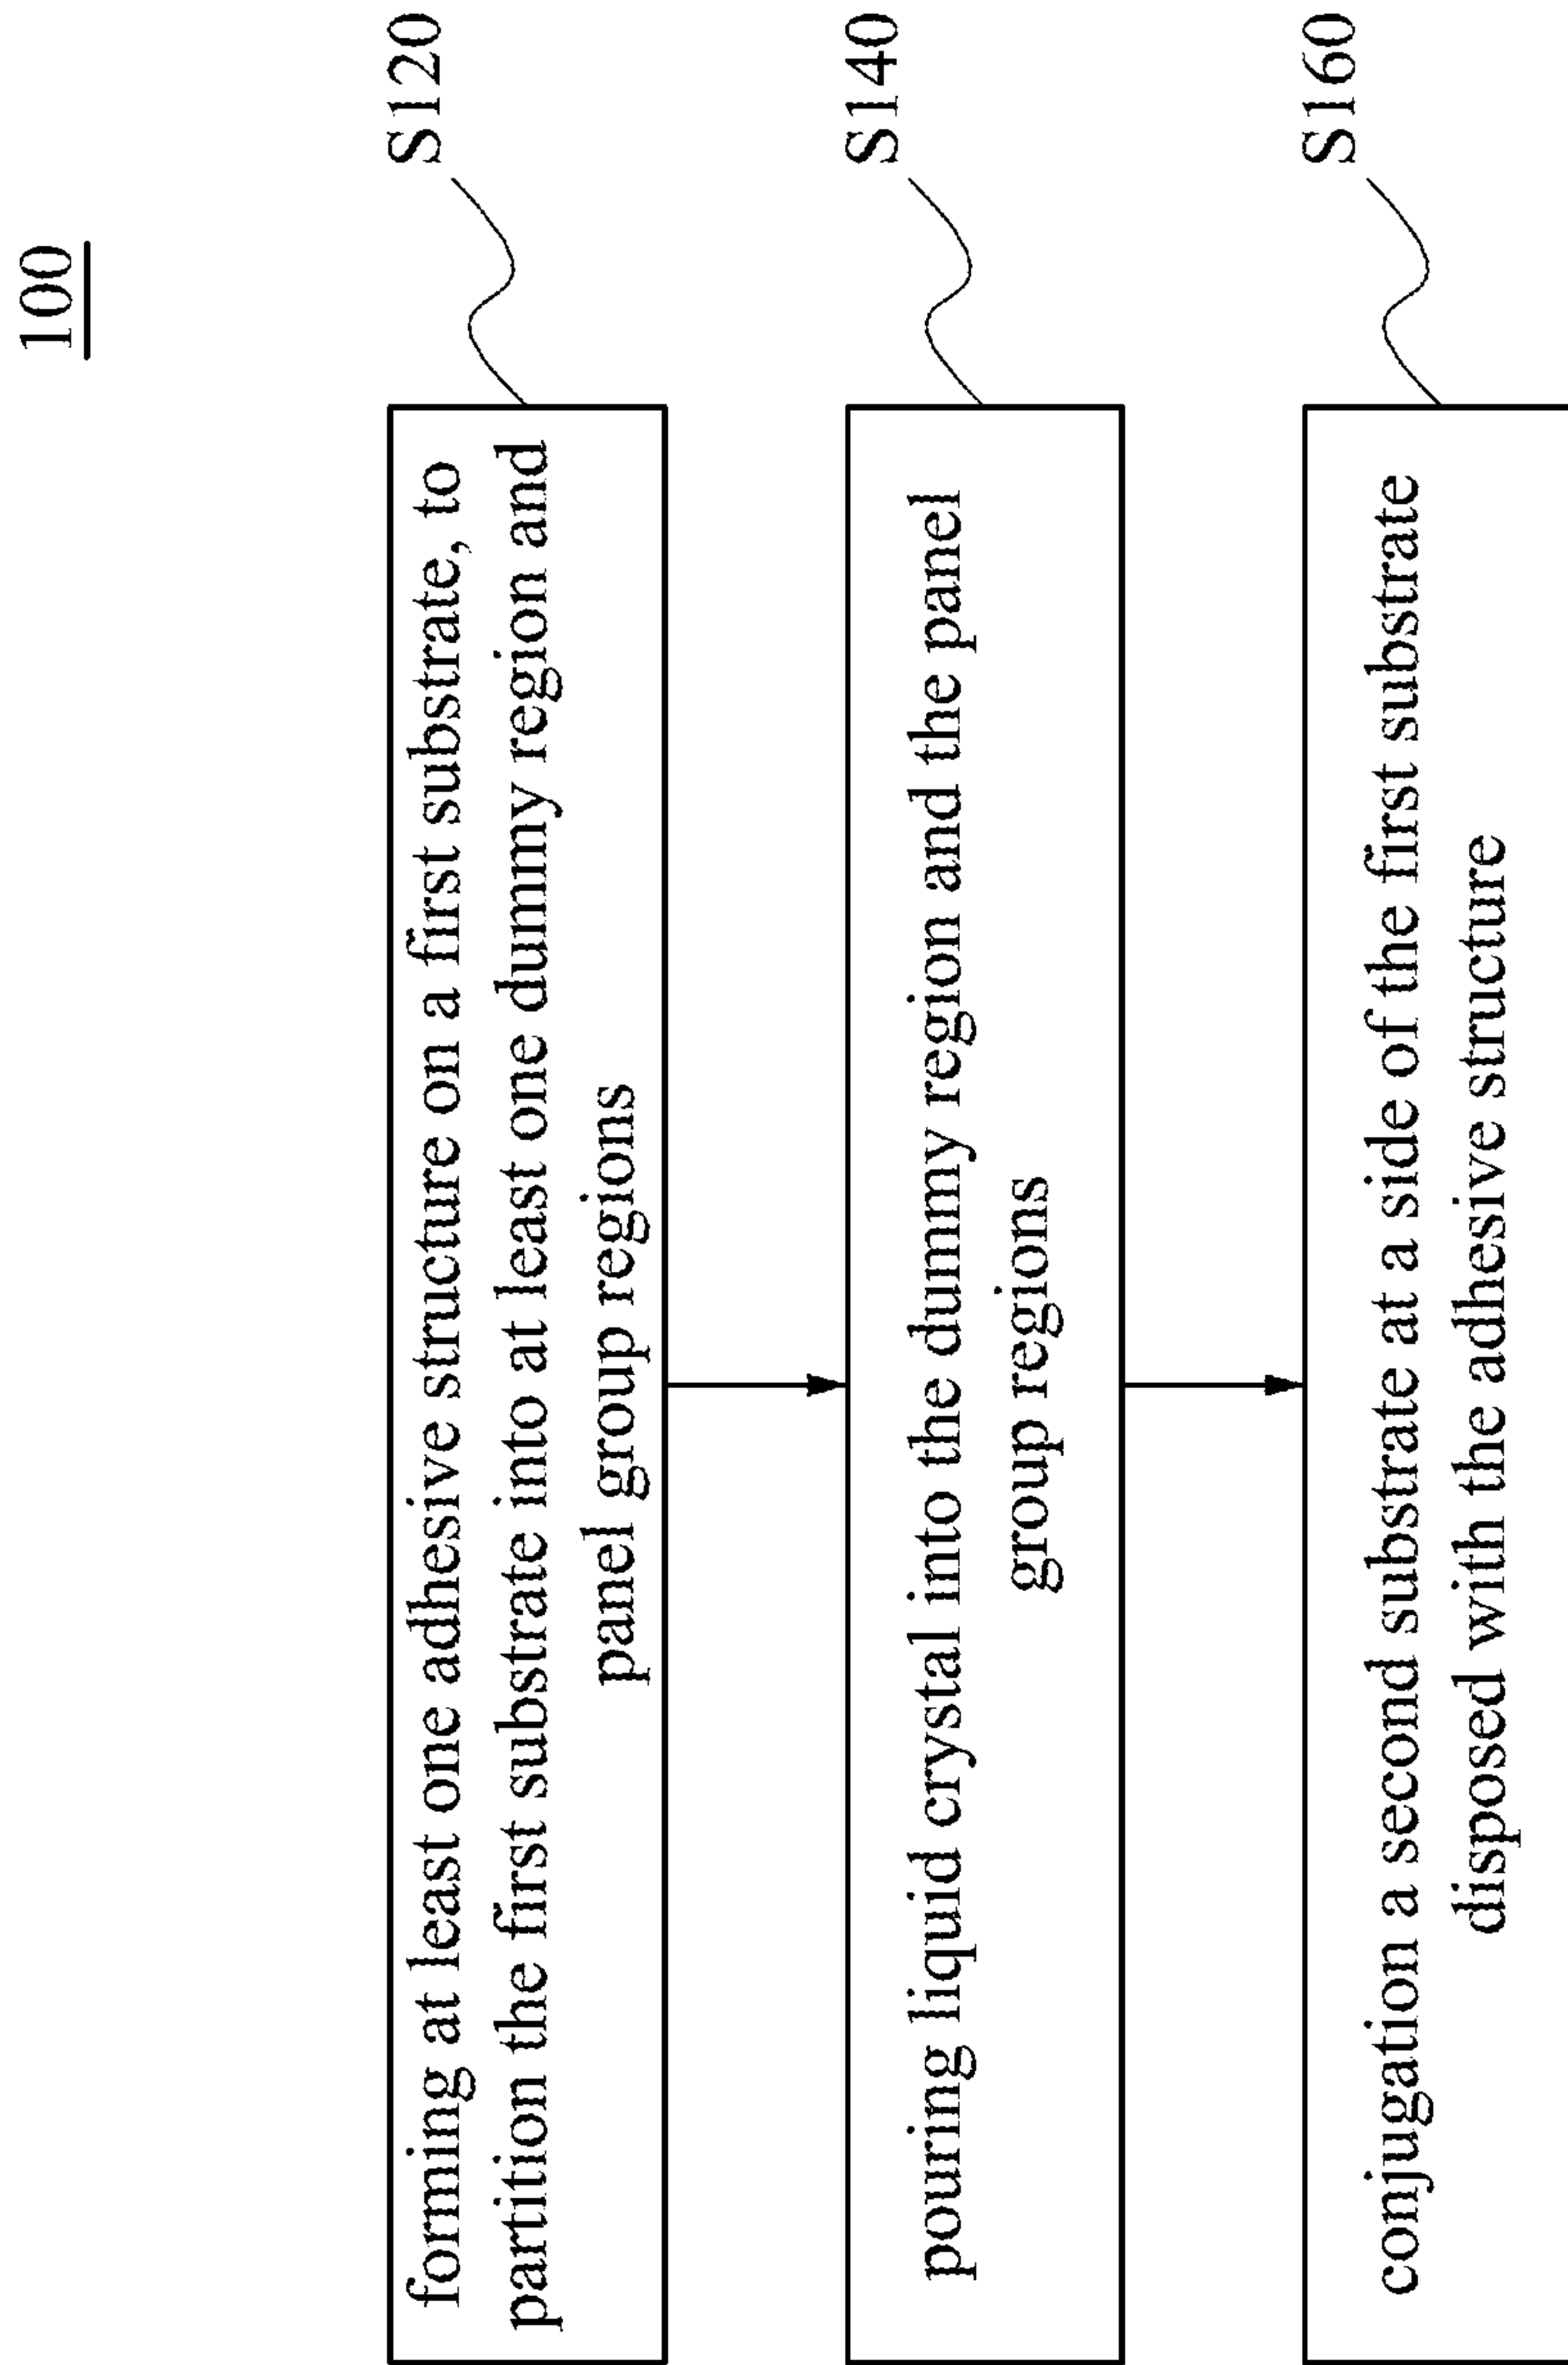 100
forming at least one adhesive structure on a first substrate, to
partition the first substrate into at least one dummy region and
panel group regions
S120
pouring liquid crystal into the dummy region and the panel
group regions
S140
conjugation a second substrate at a side of the first substrate
disposed with the adhesive structure
S160